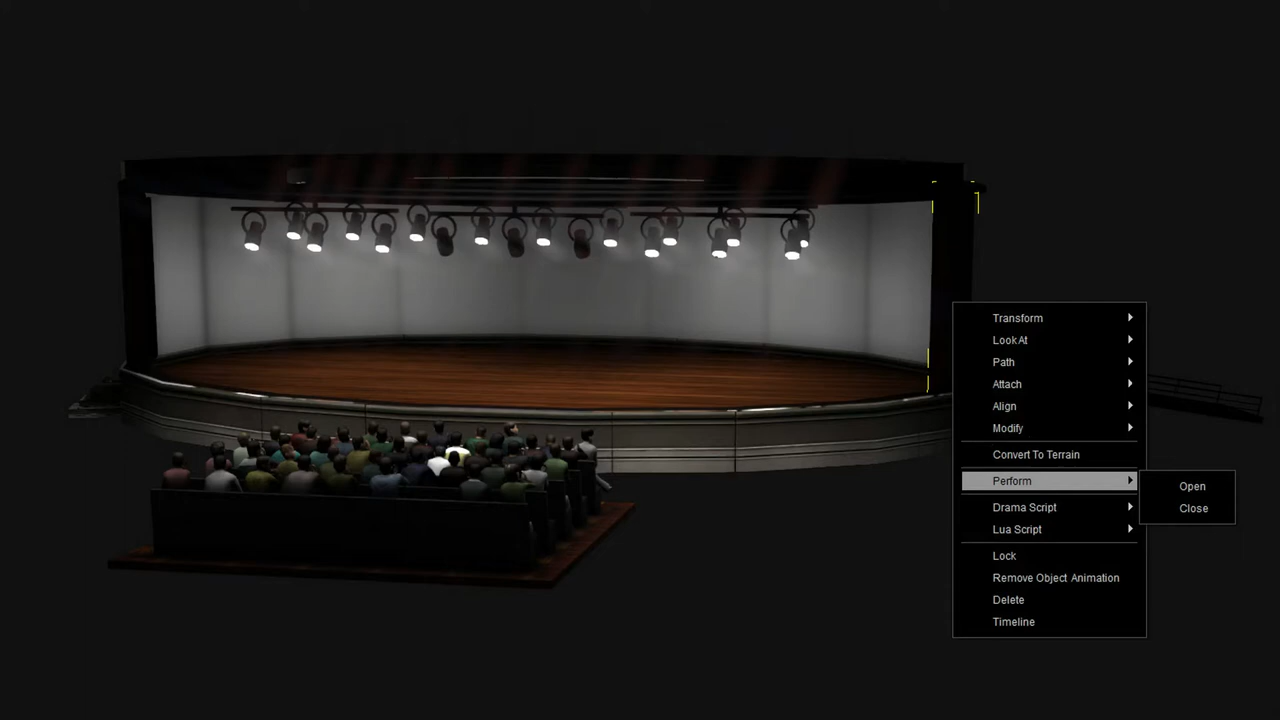 Transform
Look At
Path
Attach
Align
Modify
Convert To Terrain
Perform
Open
Close
Drama Script
Lua Script
Lock
Remove Object Animation
Delete
Timeline